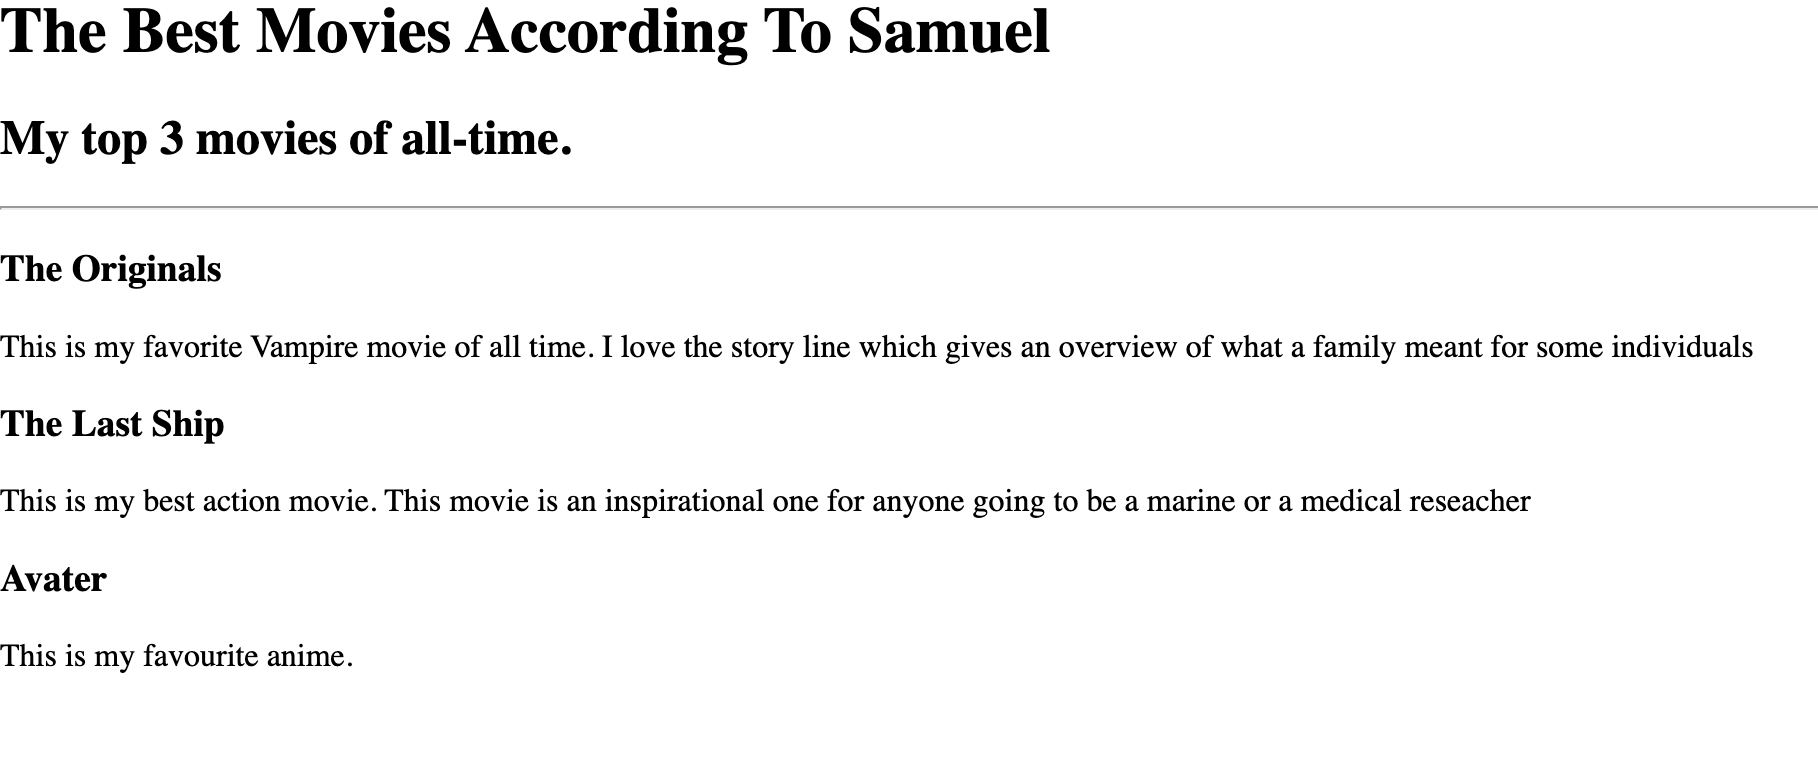 The Best Movies According To Samuel
My top 3 movies of all-time.
The Originals
This is my favorite Vampire movie of all time. I love the story line which gives an overview of what a family meant for some individuals
The Last Ship
This is my best action movie. This movie is an inspirational one for anyone going to be a marine or a medical reseacher
Avater
This is my favourite anime.